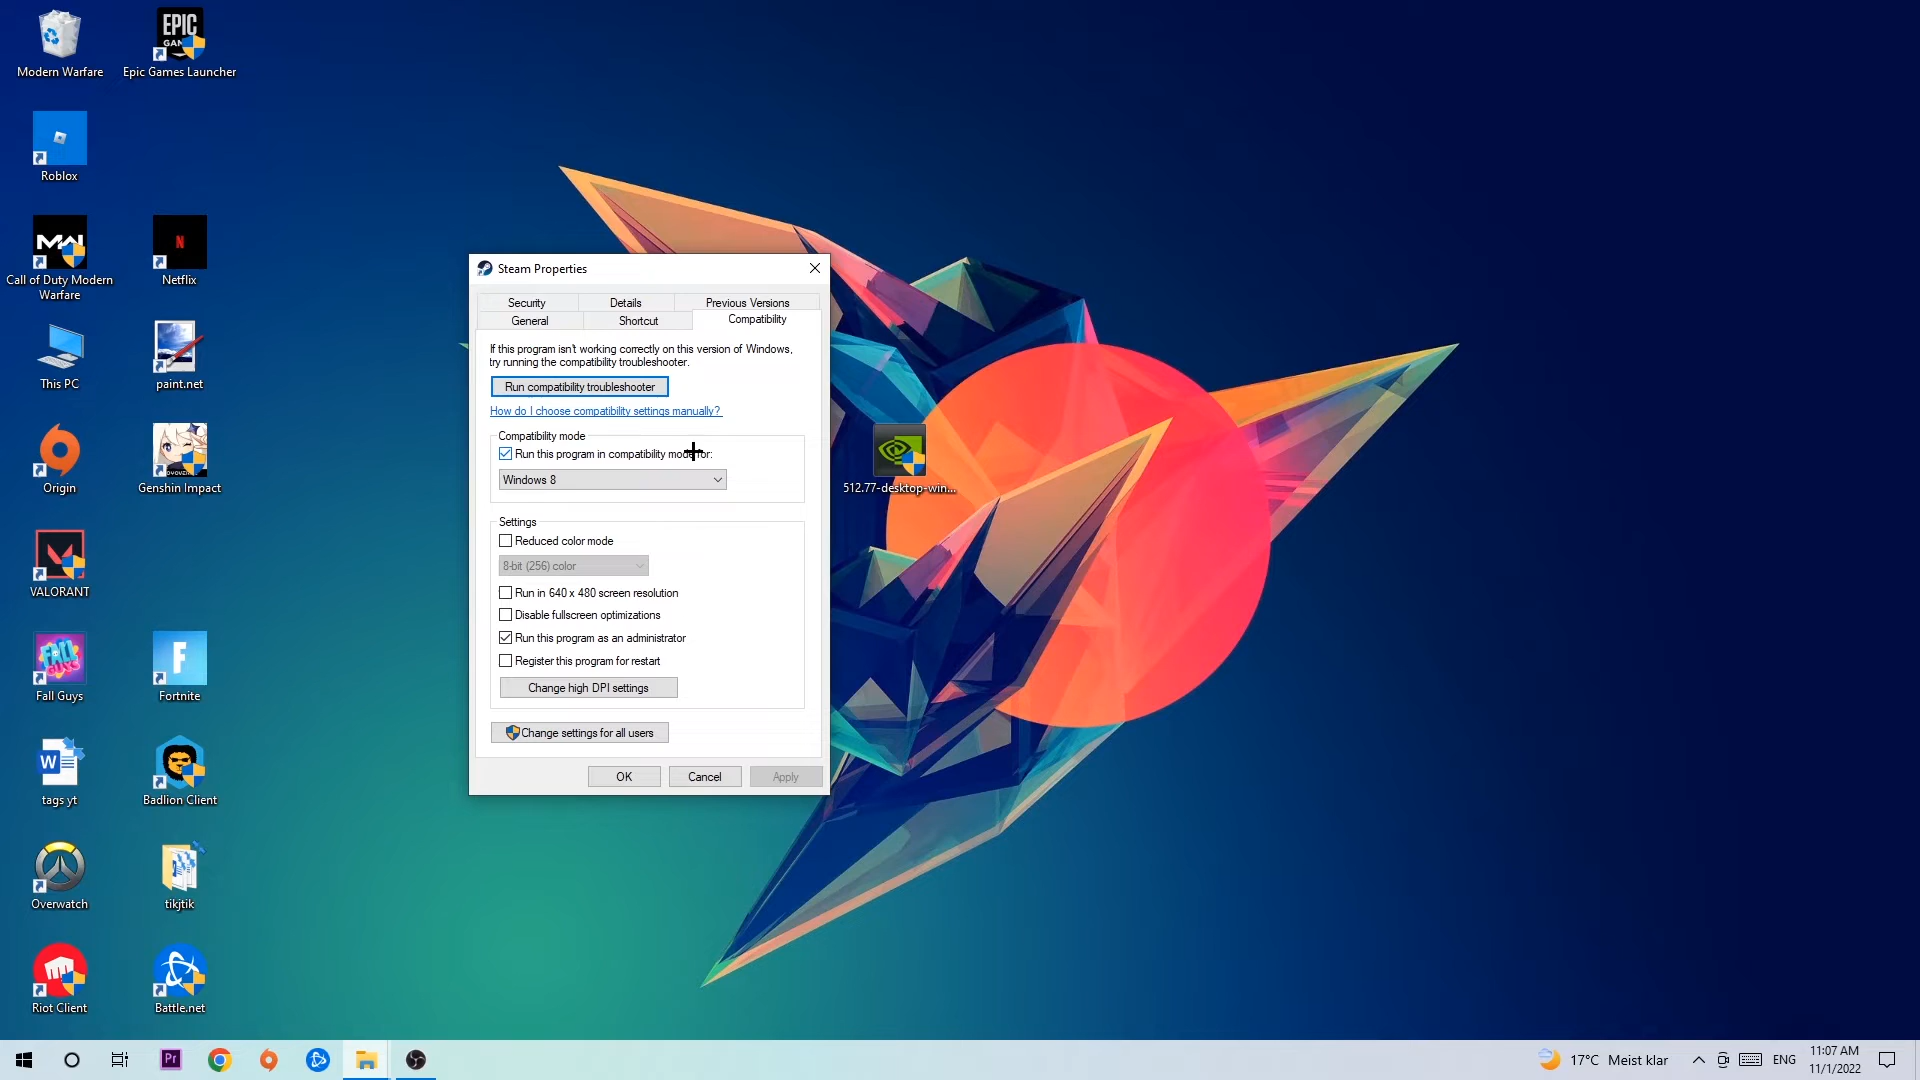 Modern Warfare
EPIC
GAMES
Epic Games Launcher
Roblox
MW
Call of Duty Modern
Warfare
N
Netflix
This PC
paint.net
Origin
Genshin Impact
VALORANT
FALL
Fall Guys
F
Fortnite
W
tags yt
Badlion Client
Overwatch
tikjtik
Riot Client
Battle.net
512.77-desktop-win...
Steam Properties
Security
Details
Previous Versions
General
Shortcut
Compatibility
If this program isn't working correctly on this version of Windows,
try running the compatibility troubleshooter.
Run compatibility troubleshooter
How do I choose compatibility settings manually?
Compatibility mode
Run this program in compatibility mode for:
Windows 8
Settings
Reduced color mode
8-bit (256) color
Run in 640 x 480 screen resolution
Disable fullscreen optimizations
Run this program as an administrator
Register this program for restart
Change high DPI settings
Change settings for all users
OK
Cancel
Apply
Pr
17°C Meist klar
ENG
11:07 AM
11/1/2022